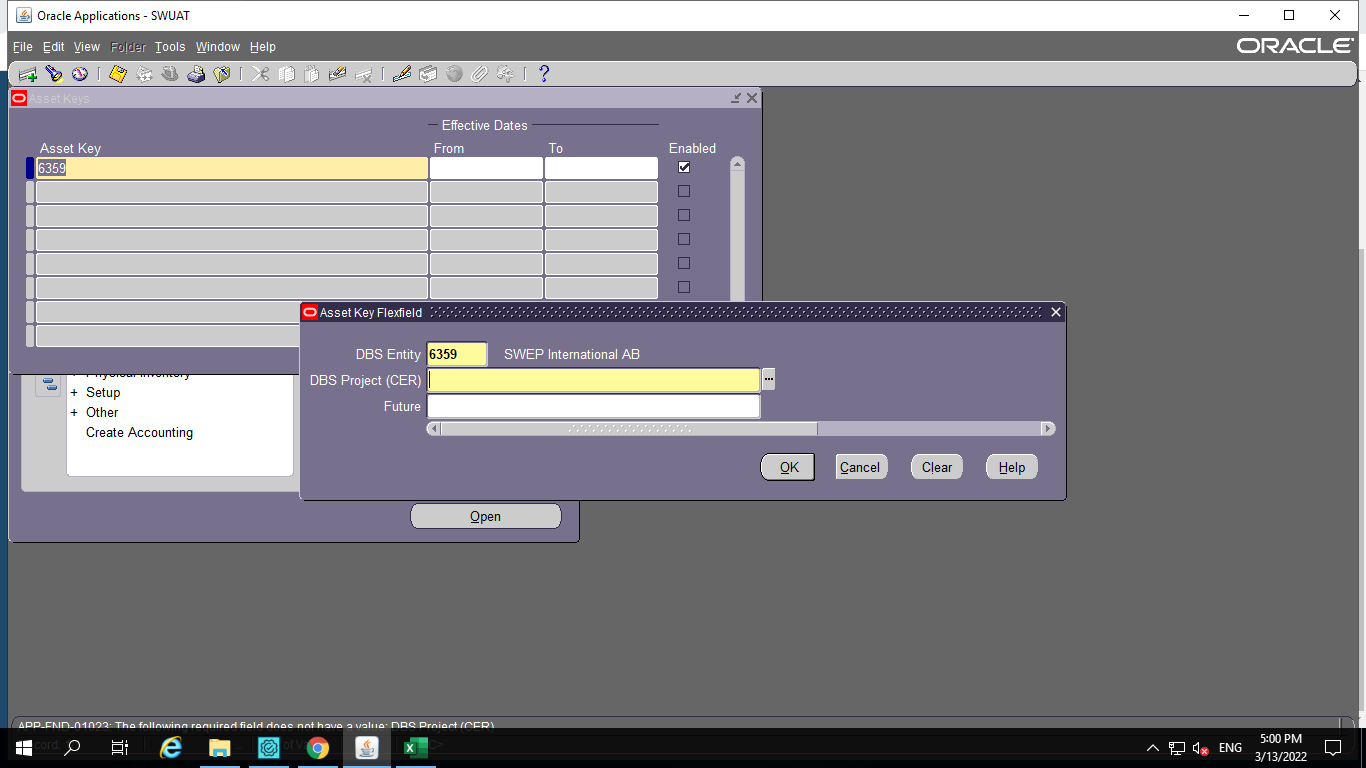 Oracle Applications - SWUAT
File Edit View Folder Tools Window Help
ORACLE
Asset Keys
Effective Dates
Asset Key From To Enabled
6359
Asset Key Flexfield
DBS Entity 6359 SWEP International AB
DBS Project (CER)
Future
OK Cancel Clear Help
+ Physical Inventory
+ Setup
+ Other
Create Accounting
Open
APP-FND-01023: The following required field does not have a value: DBS Project (CER)
ENG
5:00 PM
3/13/2022